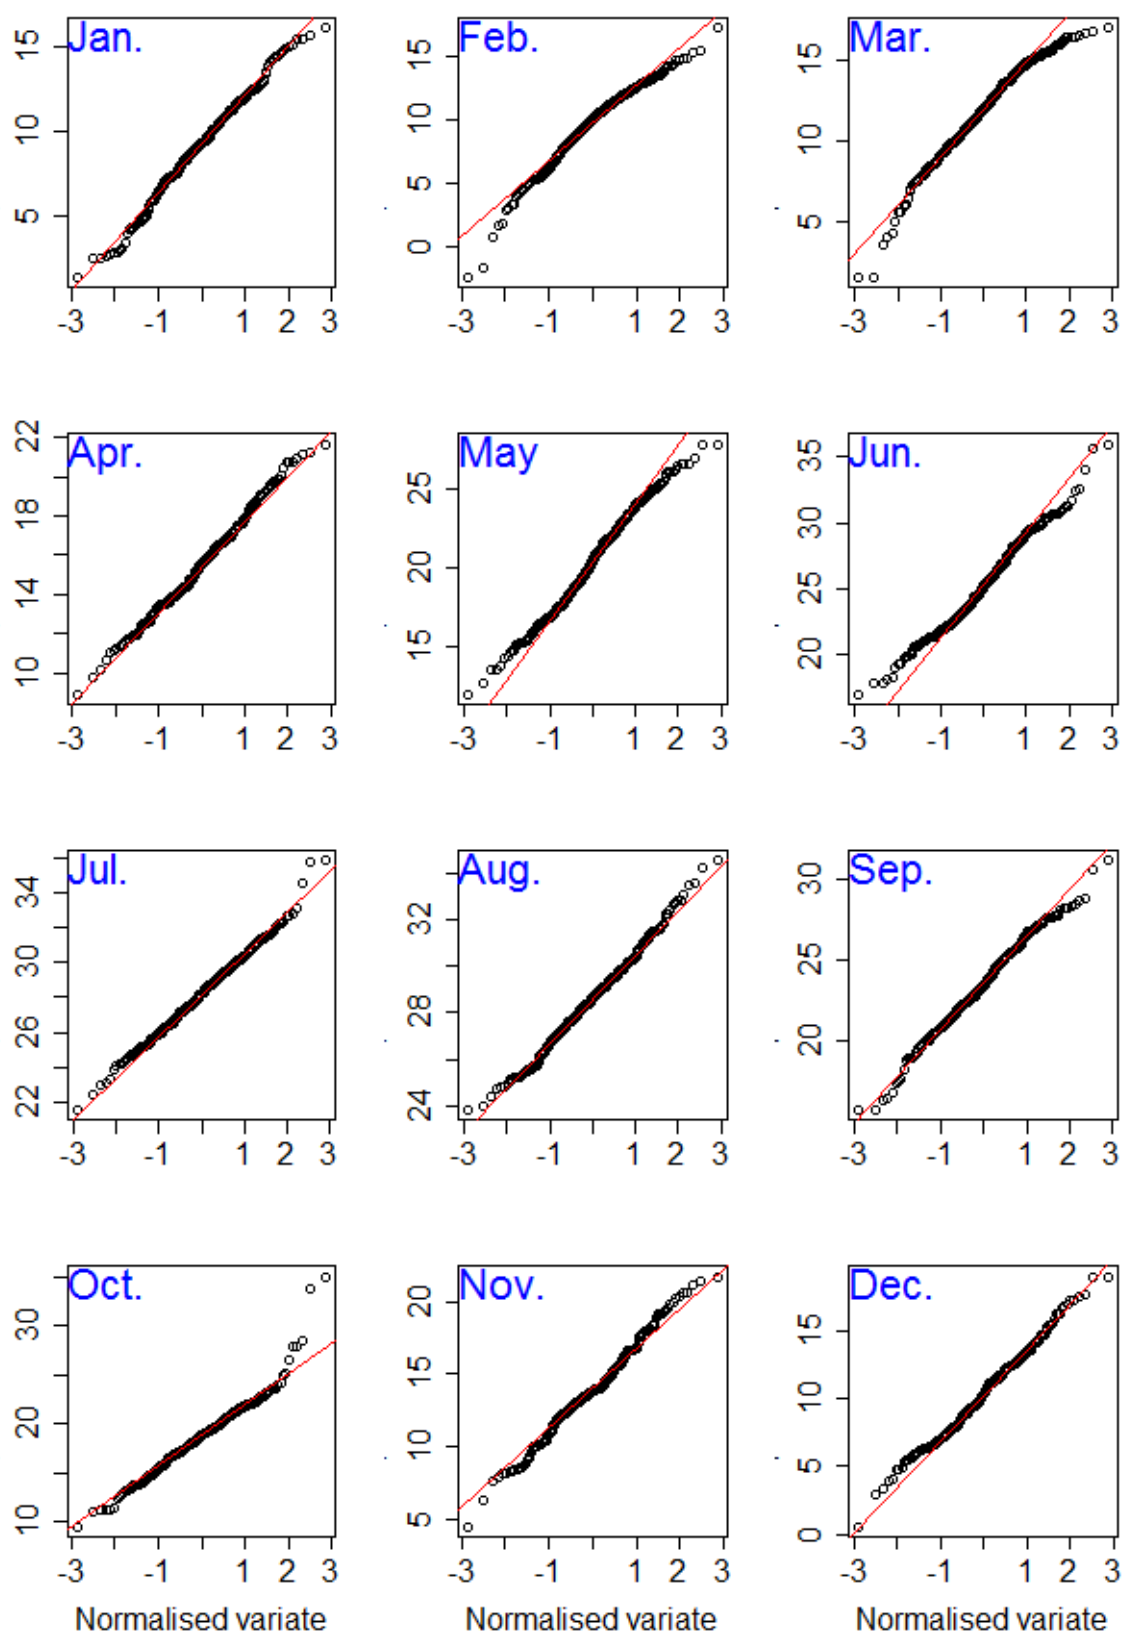 Jan. Feb. Mar.
15 15 15
10 10 10
5 5 5
0
-3 -1 1 2 3 -3 -1 1 2 3 -3 -1 1 2 3
Apr. May Jun.
22 18 14 10
25 20 15
35 30 25 20
-3 -1 1 2 3 -3 -1 1 2 3 -3 -1 1 2 3
Jul. Aug. Sep.
34 30 26 22
32 28 24
30 25 20
-3 -1 1 2 3 -3 -1 1 2 3 -3 -1 1 2 3
Oct. Nov. Dec.
30 20 10
20 15 10 5
15 10 5 0
-3 -1 1 2 3 -3 -1 1 2 3 -3 -1 1 2 3
Normalised variate Normalised variate Normalised variate